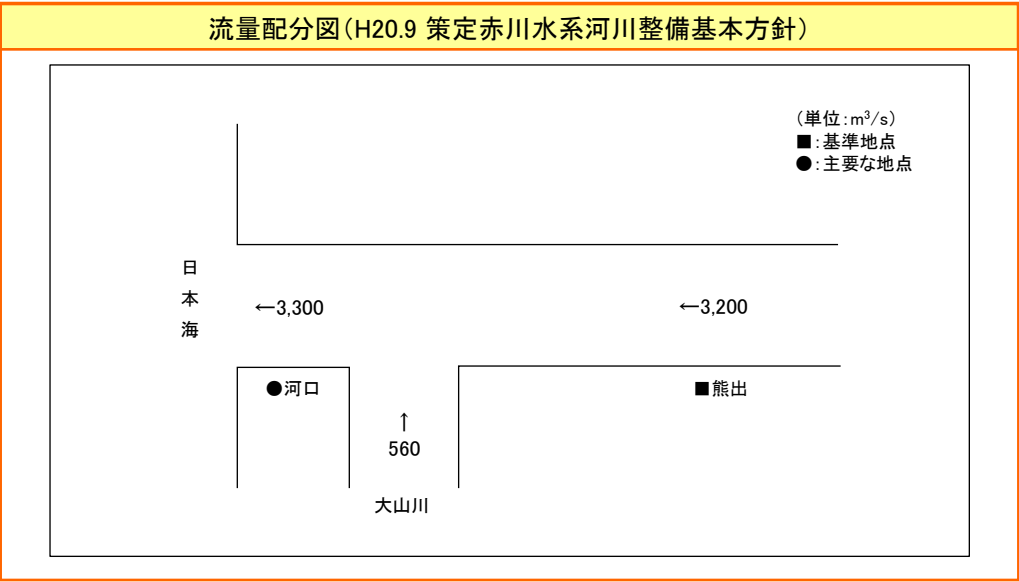 流量配分図（H20.9 策定赤川水系河川整備基本方針）
（単位：m³/s）
■：基準地点
●：主要な地点
日本海
←3,300
←3,200
●河口
■熊出
↑
560
大山川